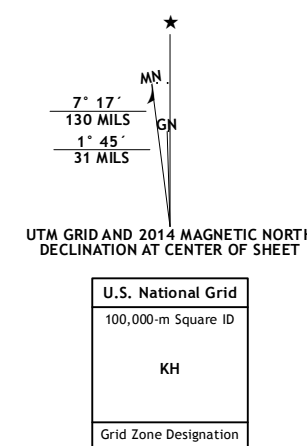 ★
MN
7° 17´
130 MILS
GN
1° 45´
31 MILS
UTM GRID AND 2014 MAGNETIC NORTH
DECLINATION AT CENTER OF SHEET
U.S. National Grid
100,000-m Square ID
KH
Grid Zone Designation